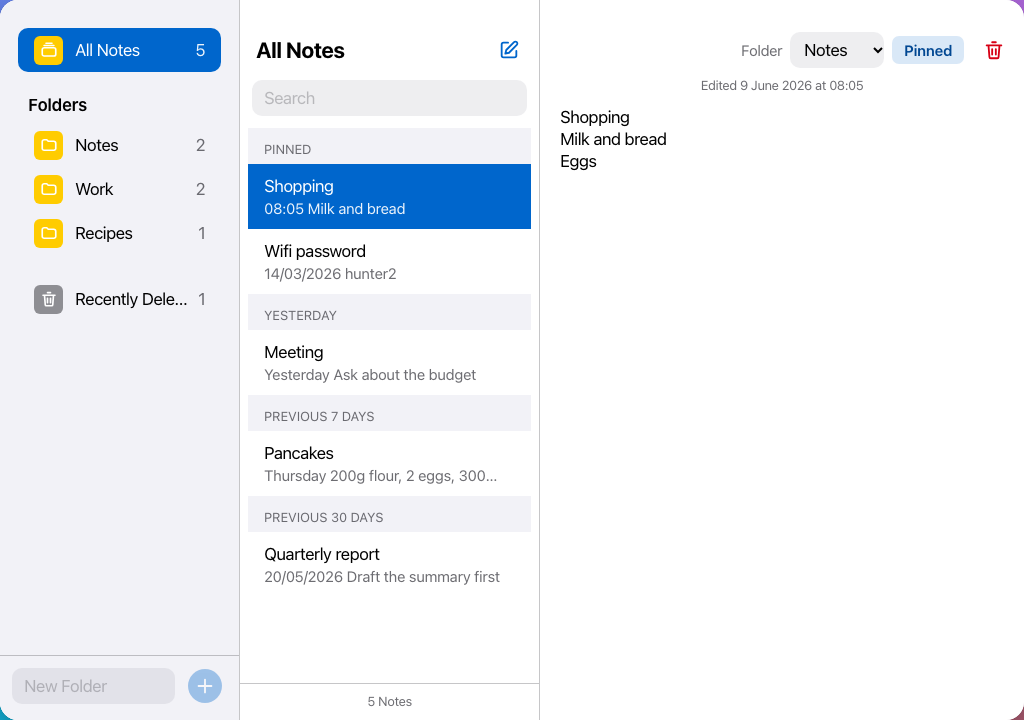 All Notes 5
Folders
Notes 2
Work 2
Recipes 1
Recently Dele... 1
New Folder
All Notes
Search
PINNED
Shopping
08:05 Milk and bread
Wifi password
14/03/2026 hunter2
YESTERDAY
Meeting
Yesterday Ask about the budget
PREVIOUS 7 DAYS
Pancakes
Thursday 200g flour, 2 eggs, 300...
PREVIOUS 30 DAYS
Quarterly report
20/05/2026 Draft the summary first
5 Notes
Folder Notes Pinned
Edited 9 June 2026 at 08:05
Shopping
Milk and bread
Eggs